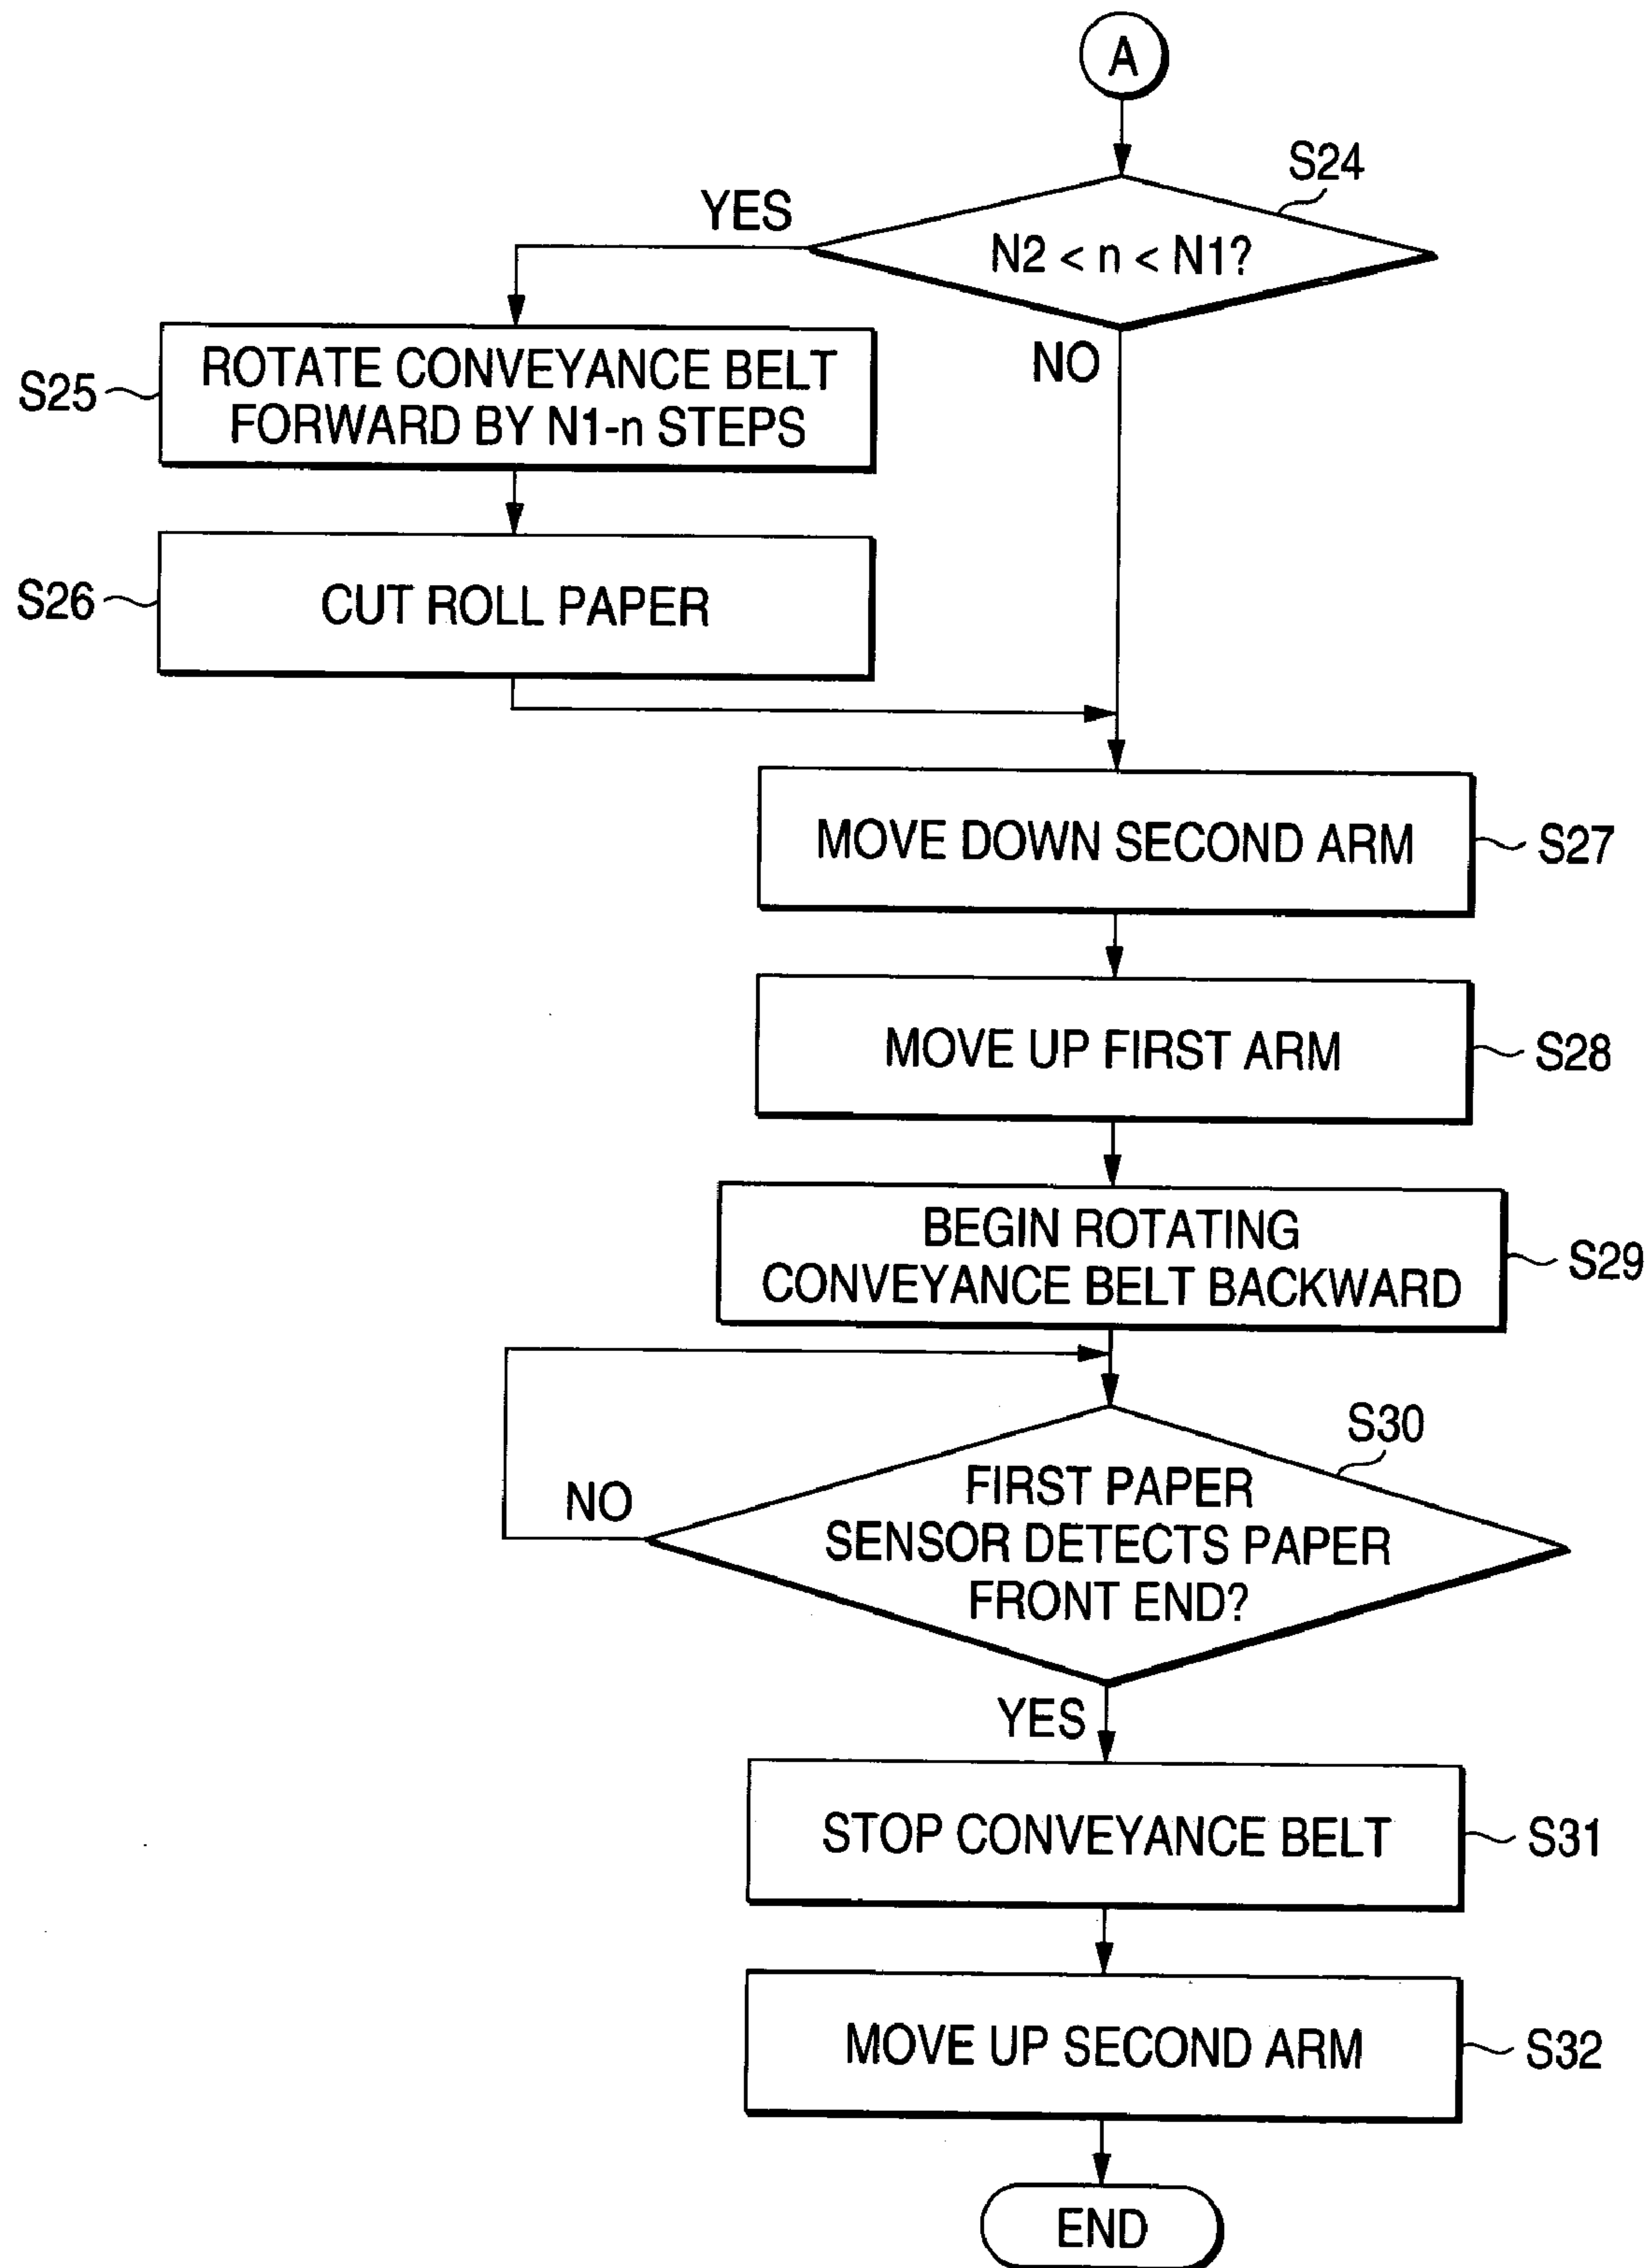 A
S24
YES
N2 < n < N1?
NO
S25
ROTATE CONVEYANCE BELT
FORWARD BY N1-n STEPS
S26
CUT ROLL PAPER
MOVE DOWN SECOND ARM
S27
MOVE UP FIRST ARM
S28
BEGIN ROTATING
CONVEYANCE BELT BACKWARD
S29
S30
NO
FIRST PAPER
SENSOR DETECTS PAPER
FRONT END?
YES
STOP CONVEYANCE BELT
S31
MOVE UP SECOND ARM
S32
END